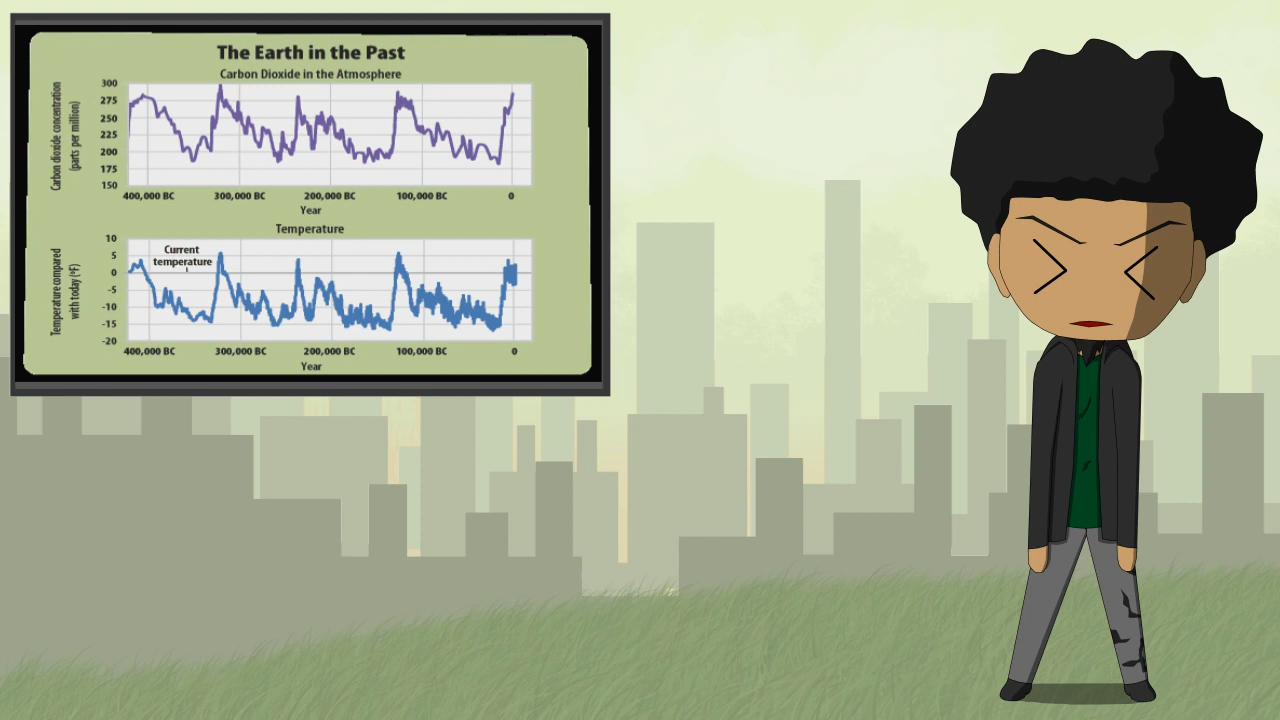 The Earth in the Past
Carbon Dioxide in the Atmosphere
Carbon dioxide concentration
(parts per million)
300
275
250
225
200
175
150
400,000 BC 300,000 BC 200,000 BC 100,000 BC 0
Year
Temperature
Temperature compared
with today (°F)
10
5
0
-5
-10
-15
-20
Current
temperature
400,000 BC 300,000 BC 200,000 BC 100,000 BC 0
Year